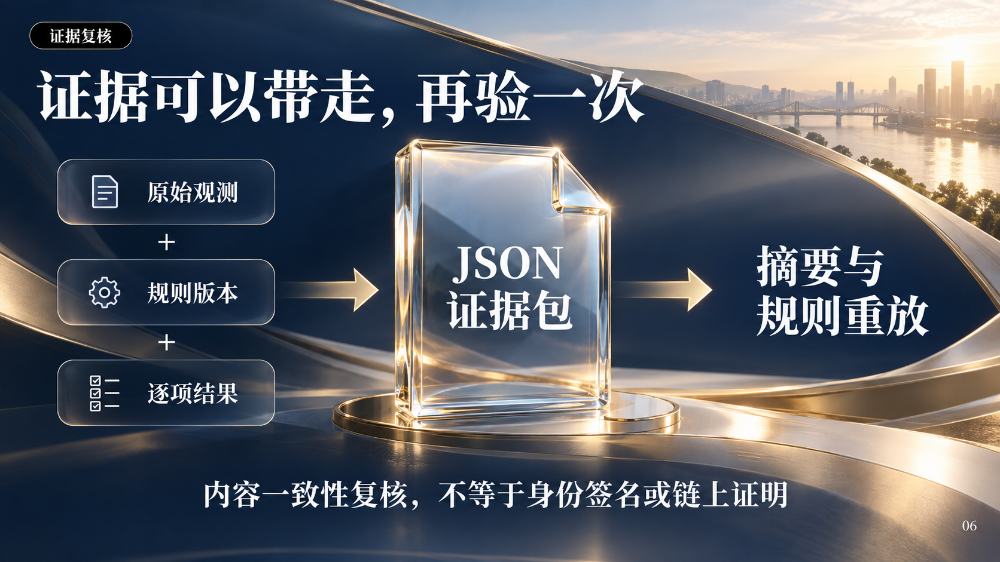 证据复核
证据可以带走，再验一次
原始观测
+
规则版本
+
逐项结果
JSON
证据包
摘要与
规则重放
内容一致性复核，不等于身份签名或链上证明
06